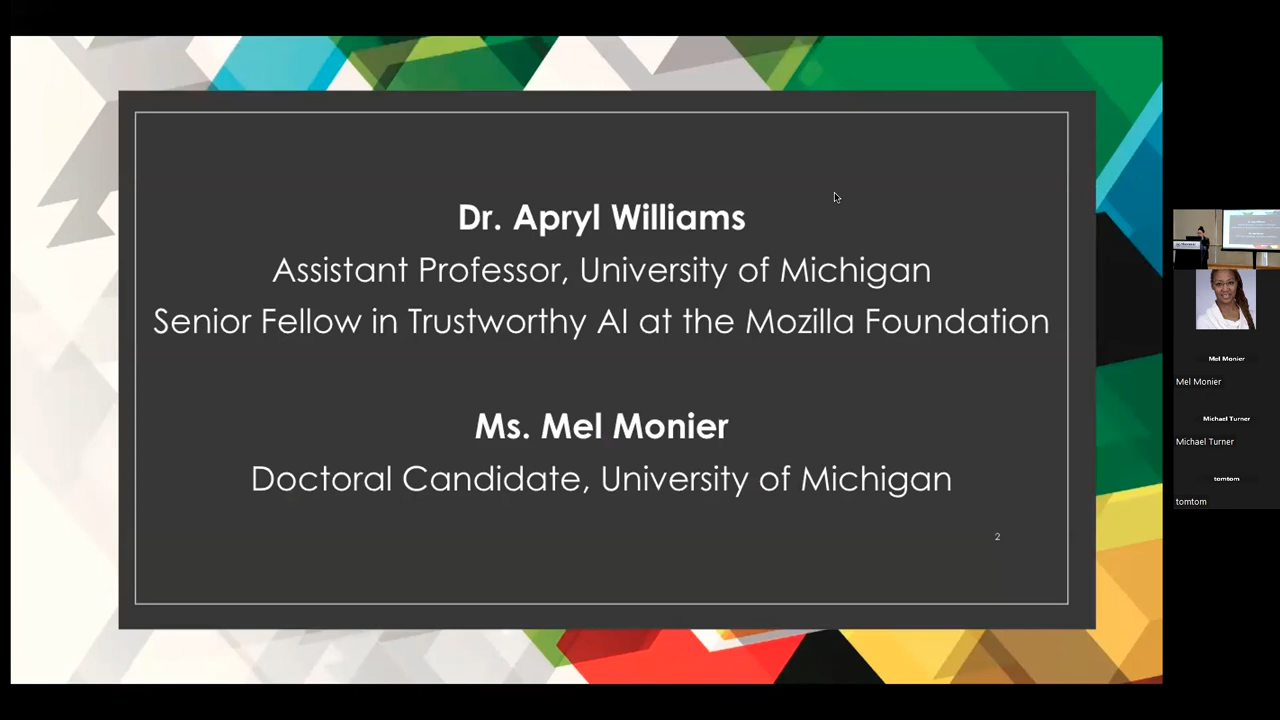 Dr. Apryl Williams
Assistant Professor, University of Michigan
Senior Fellow in Trustworthy AI at the Mozilla Foundation
Ms. Mel Monier
Doctoral Candidate, University of Michigan
2
Mel Monier
Mel Monier
Michael Turner
Michael Turner
tomtom
tomtom